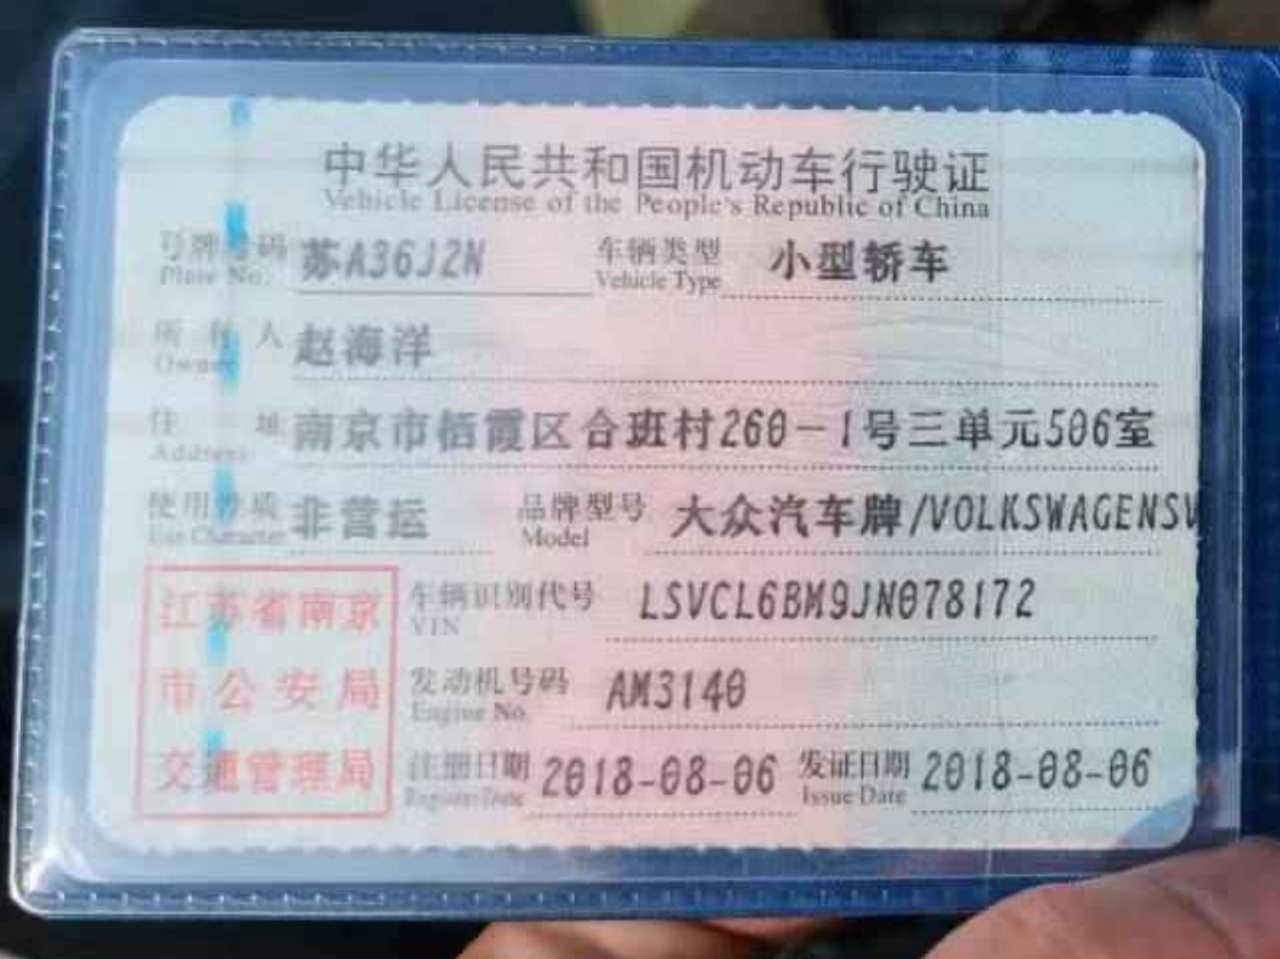 中华人民共和国机动车行驶证
Vehicle License of the People's Republic of China
号牌号码 苏A36J2N 车辆类型 小型轿车
Plate No. Vehicle Type
所有人 赵海洋
Owner
住址 南京市栖霞区合班村260-1号三单元506室
Address
使用性质 非营运 品牌型号 大众汽车牌/VOLKSWAGENSV
Use Character Model
江苏省南京
市公安局
交通管理局
车辆识别代号 LSVCL6BM9JN078172
VIN
发动机号码 AM3140
Engine No.
注册日期 2018-08-06 发证日期 2018-08-06
Register Date Issue Date